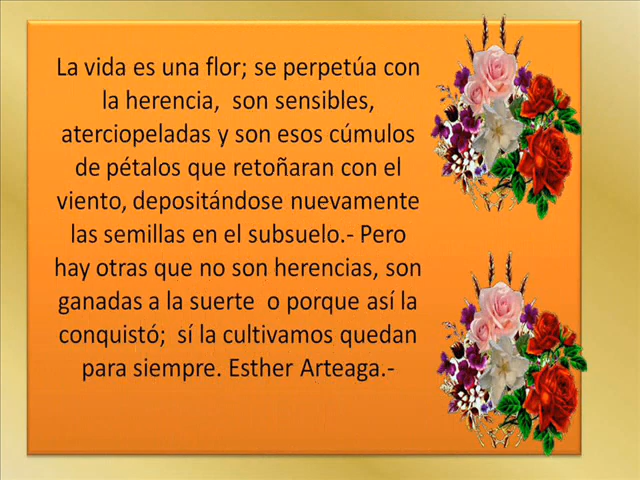 La vida es una flor; se perpetúa con
la herencia,  son sensibles,
aterciopeladas y son esos cúmulos
de pétalos que retoñaran con el
viento, depositándose nuevamente
las semillas en el subsuelo.- Pero
hay otras que no son herencias, son
ganadas a la suerte  o porque así la
conquistó;  sí la cultivamos quedan
para siempre. Esther Arteaga.-